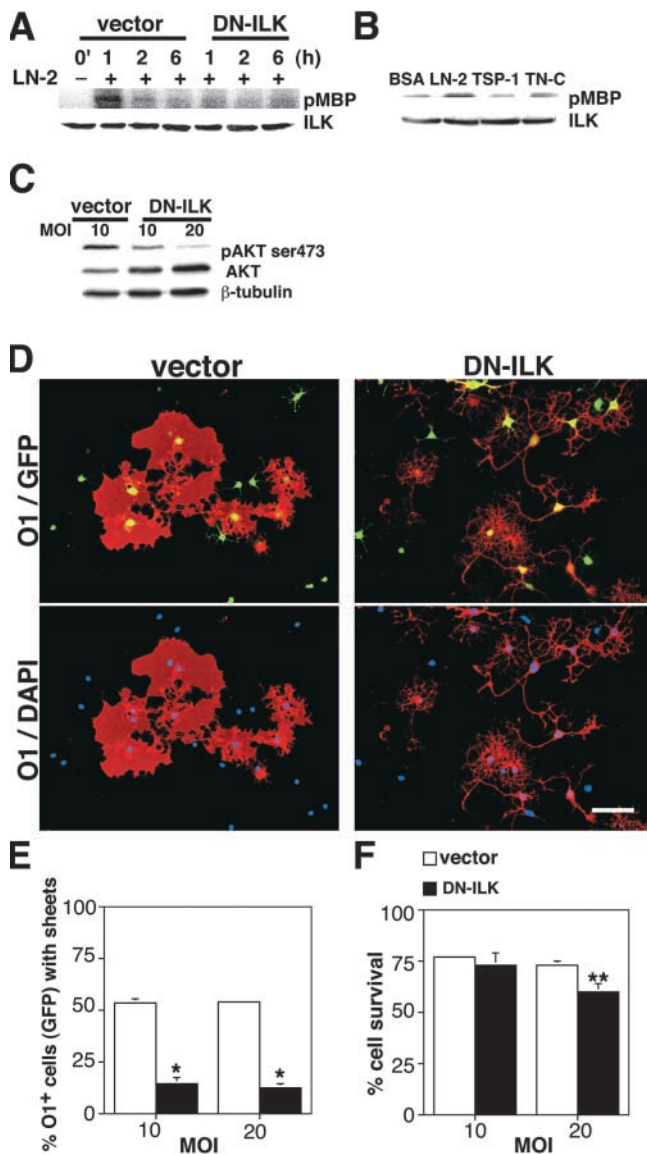 A
vector DN-ILK
0' 1 2 6 1 2 6 (h)
LN-2 – + + + + + +
pMBP
ILK
B
BSA LN-2 TSP-1 TN-C
pMBP
ILK
C
vector DN-ILK
MOI 10 10 20
pAKT ser473
AKT
β-tubulin
D
vector DN-ILK
O1 / GFP
O1 / DAPI
E
% O1+ cells (GFP) with sheets
100
75
50
25
0
* *
10 20
MOI
F
vector
DN-ILK
% cell survival
100
75
50
25
0
**
10 20
MOI